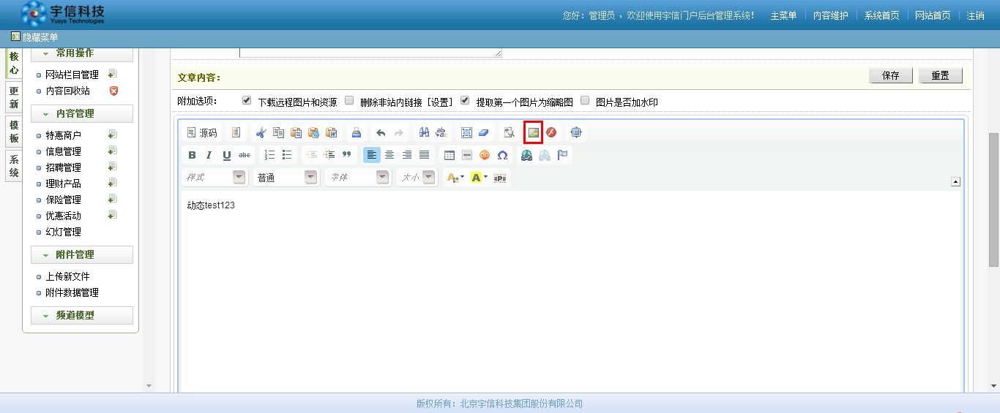 宇信科技
Yusys Technologies
您好：管理员 ，欢迎使用宇信门户后台管理系统! 主菜单 内容维护 系统首页 网站首页 注销
隐藏菜单
核心
更新
模板
系统
常用操作
网站栏目管理
内容回收站
内容管理
特惠商户
信息管理
招聘管理
理财产品
保险管理
优惠活动
幻灯管理
附件管理
上传新文件
附件数据管理
频道模型
文章内容： 保存 重置
附加选项： 下载远程图片和资源 删除非站内链接 [设置] 提取第一个图片为缩略图 图片是否加水印
源码
B I U abc
样式 普通 字体 大小 A A
动态test123
版权所有：北京宇信科技集团股份有限公司